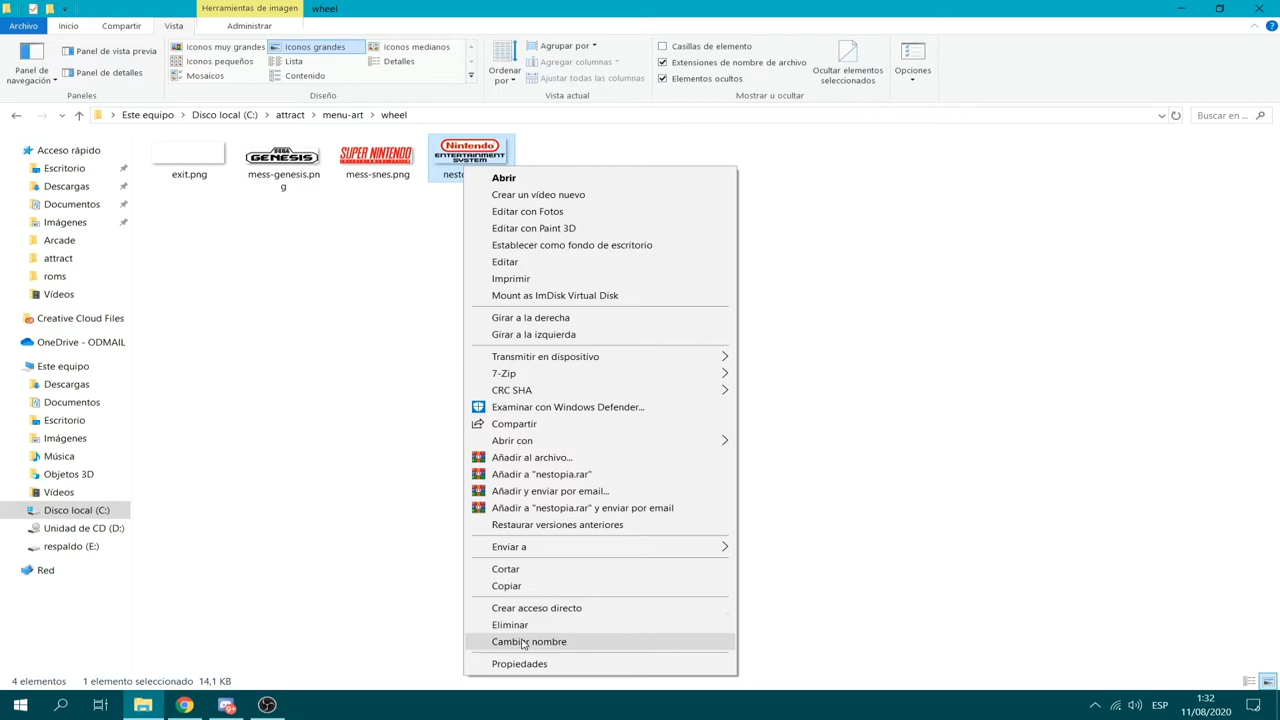 Herramientas de imagen
wheel
Archivo
Inicio
Compartir
Vista
Administrar
Panel de navegación
Panel de vista previa
Panel de detalles
Paneles
Iconos muy grandes
Iconos grandes
Iconos medianos
Iconos pequeños
Lista
Detalles
Mosaicos
Contenido
Diseño
Ordenar por
Agrupar por
Agregar columnas
Ajustar todas las columnas
Vista actual
Casillas de elemento
Extensiones de nombre de archivo
Elementos ocultos
Ocultar elementos seleccionados
Mostrar u ocultar
Opciones
Este equipo
Disco local (C:)
attract
menu-art
wheel
Buscar en ...
Acceso rápido
Escritorio
Descargas
Documentos
Imágenes
Arcade
attract
roms
Vídeos
Creative Cloud Files
OneDrive - ODMAIL
Este equipo
Descargas
Documentos
Escritorio
Imágenes
Música
Objetos 3D
Vídeos
Disco local (C:)
Unidad de CD (D:)
respaldo (E:)
Red
exit.png
SEGA
GENESIS
mess-genesis.pn
g
SUPER NINTENDO
mess-snes.png
Nintendo
ENTERTAINMENT
SYSTEM
Abrir
Crear un vídeo nuevo
Editar con Fotos
Editar con Paint 3D
Establecer como fondo de escritorio
Editar
Imprimir
Mount as ImDisk Virtual Disk
Girar a la derecha
Girar a la izquierda
Transmitir en dispositivo
7-Zip
CRC SHA
Examinar con Windows Defender...
Compartir
Abrir con
Añadir al archivo...
Añadir a "nestopia.rar"
Añadir y enviar por email...
Añadir a "nestopia.rar" y enviar por email
Restaurar versiones anteriores
Enviar a
Cortar
Copiar
Crear acceso directo
Eliminar
Cambiar nombre
Propiedades
4 elementos
1 elemento seleccionado 14,1 KB
ESP
1:32
11/08/2020